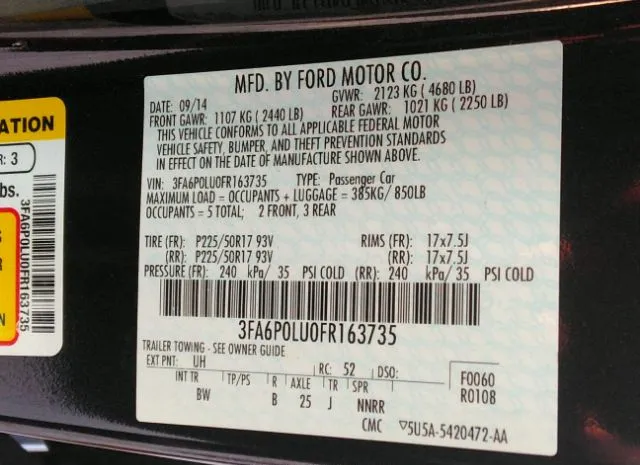 MFD. BY FORD MOTOR CO.
DATE: 09/14 GVWR: 2123 KG ( 4680 LB)
FRONT GAWR: 1107 KG ( 2440 LB) REAR GAWR: 1021 KG ( 2250 LB)
THIS VEHICLE CONFORMS TO ALL APPLICABLE FEDERAL MOTOR
VEHICLE SAFETY, BUMPER, AND THEFT PREVENTION STANDARDS
IN EFFECT ON THE DATE OF MANUFACTURE SHOWN ABOVE.
VIN: 3FA6P0LU0FR163735 TYPE: Passenger Car
MAXIMUM LOAD = OCCUPANTS + LUGGAGE = 385KG/ 850LB
OCCUPANTS = 5 TOTAL; 2 FRONT, 3 REAR
TIRE (FR): P225/50R17 93V RIMS (FR): 17x7.5J
(RR): P225/50R17 93V (RR): 17x7.5J
PRESSURE (FR): 240 kPa/ 35 PSI COLD (RR): 240 kPa/ 35 PSI COLD
3FA6P0LU0FR163735
TRAILER TOWING - SEE OWNER GUIDE
EXT PNT: UH RC: 52 DSO:
INT TR TP/PS R AXLE TR SPR
BW B 25 J NNRR
F0060
R0108
CMC ▽5U5A-5420472-AA
ATION
R: 3
bs.
3FA6P0LU0FR163735